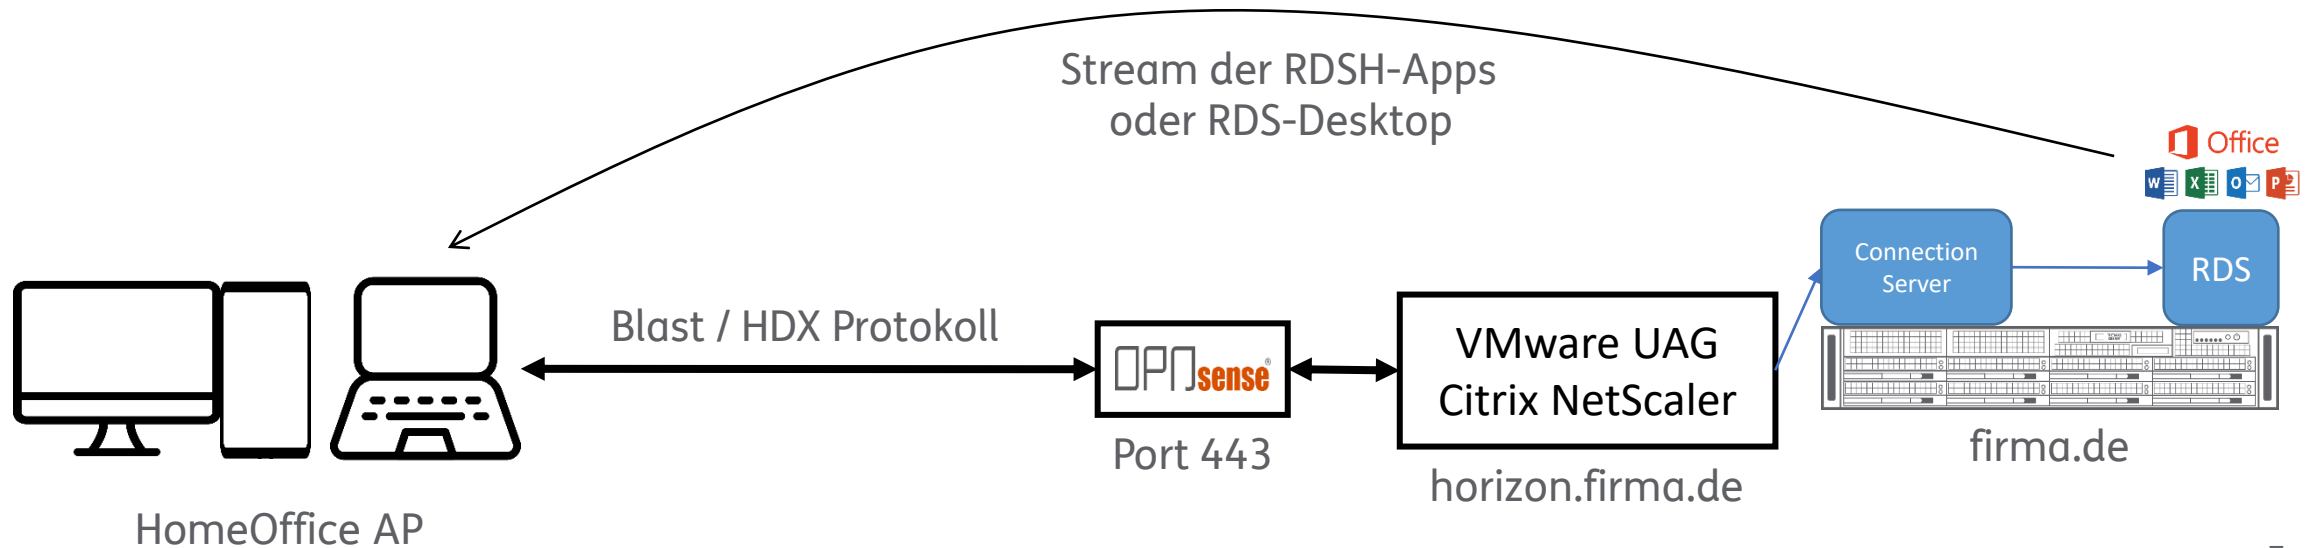 Stream der RDSH-Apps
oder RDS-Desktop
Office
W X O P
Connection
Server
RDS
Blast / HDX Protokoll
OPNsense®
VMware UAG
Citrix NetScaler
Port 443
horizon.firma.de
firma.de
HomeOffice AP